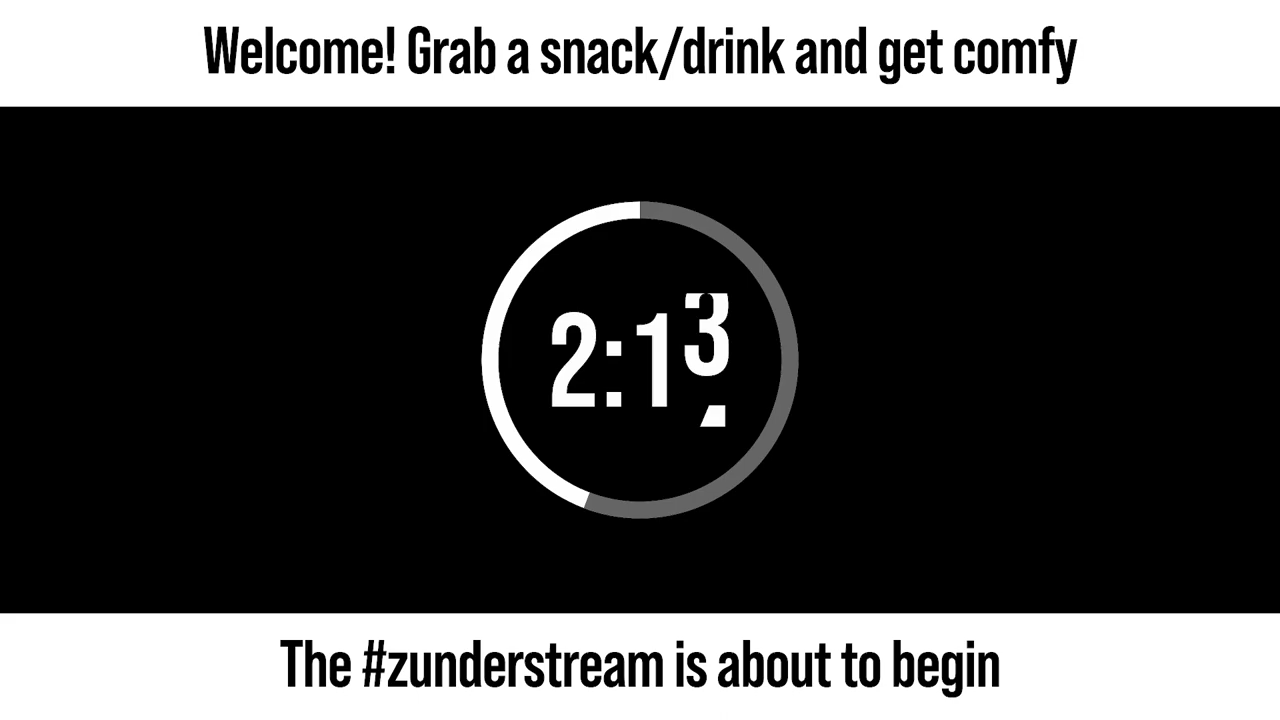 Welcome! Grab a snack/drink and get comfy
2:13
The #zunderstream is about to begin